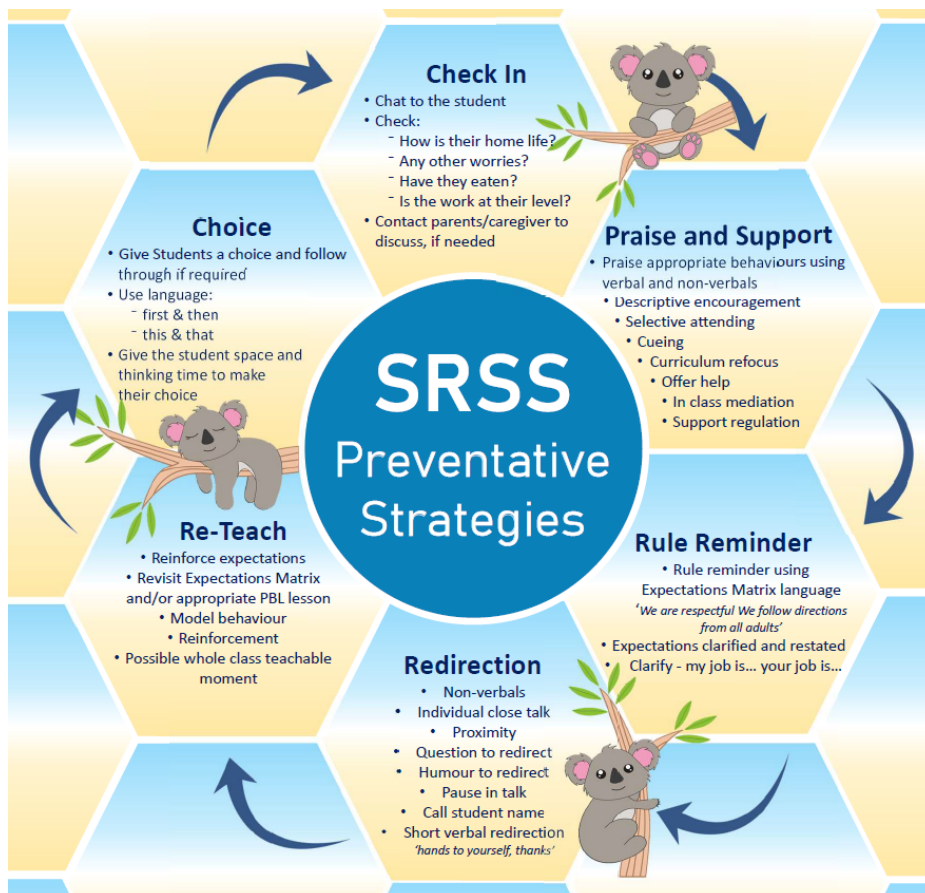 SRSS
Preventative
Strategies
Check In
• Chat to the student
• Check:
⁻ How is their home life?
⁻ Any other worries?
⁻ Have they eaten?
⁻ Is the work at their level?
• Contact parents/caregiver to
discuss, if needed
Praise and Support
• Praise appropriate behaviours using
verbal and non-verbals
• Descriptive encouragement
• Selective attending
• Cueing
• Curriculum refocus
• Offer help
• In class mediation
• Support regulation
Rule Reminder
• Rule reminder using
Expectations Matrix language
‘We are respectful We follow directions
from all adults’
• Expectations clarified and restated
• Clarify - my job is... your job is...
Redirection
• Non-verbals
• Individual close talk
• Proximity
• Question to redirect
• Humour to redirect
• Pause in talk
• Call student name
• Short verbal redirection
‘hands to yourself, thanks’
Re-Teach
• Reinforce expectations
• Revisit Expectations Matrix
and/or appropriate PBL lesson
• Model behaviour
• Reinforcement
• Possible whole class teachable
moment
Choice
• Give Students a choice and follow
through if required
• Use language:
⁻ first & then
⁻ this & that
• Give the student space and
thinking time to make
their choice